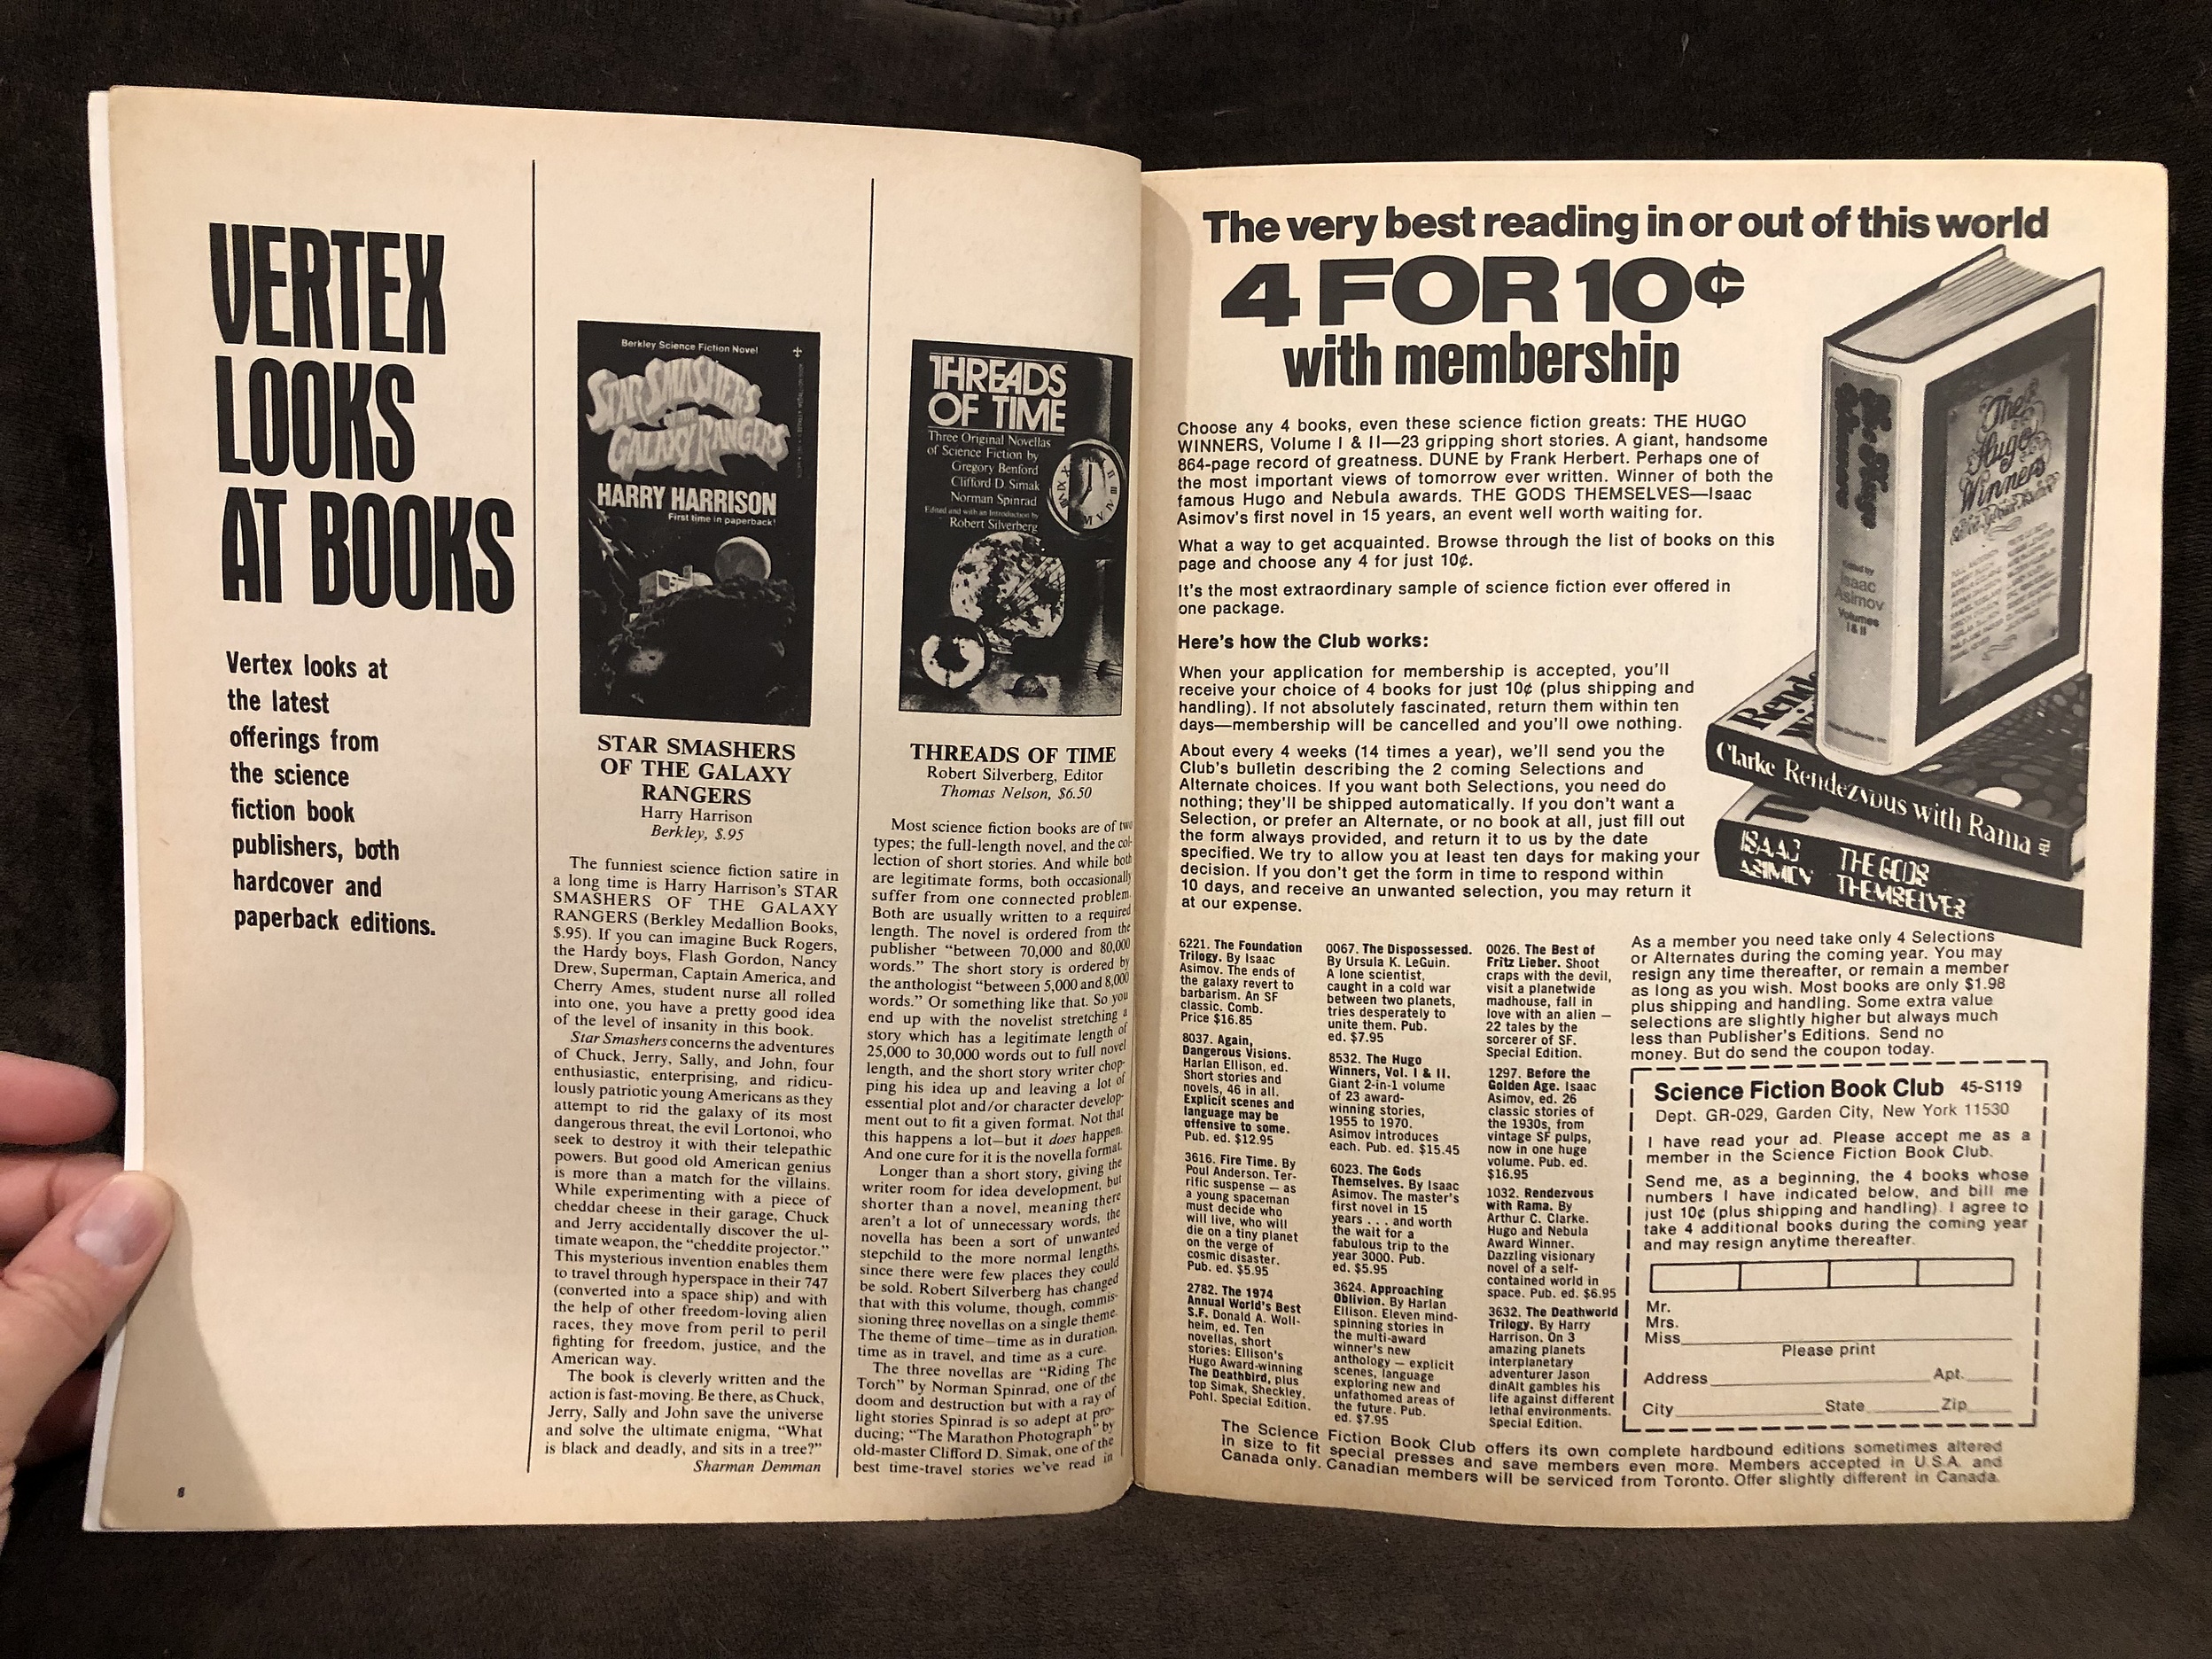 VERTEX
LOOKS
AT BOOKS
Vertex looks at
the latest
offerings from
the science
fiction book
publishers, both
hardcover and
paperback editions.
Berkley Science Fiction Novel
STAR SMASHERS
OF THE
GALAXY RANGERS
HARRY HARRISON
First time in paperback!
STAR SMASHERS
OF THE GALAXY
RANGERS
Harry Harrison
Berkley, $.95
The funniest science fiction satire in
a long time is Harry Harrison's STAR
SMASHERS OF THE GALAXY
RANGERS (Berkley Medallion Books,
$.95). If you can imagine Buck Rogers,
the Hardy boys, Flash Gordon, Nancy
Drew, Superman, Captain America, and
Cherry Ames, student nurse all rolled
into one, you have a pretty good idea
of the level of insanity in this book.
Star Smashers concerns the adventures
of Chuck, Jerry, Sally, and John, four
enthusiastic, enterprising, and ridicu-
lously patriotic young Americans as they
attempt to rid the galaxy of its most
dangerous threat, the evil Lortonoi, who
seek to destroy it with their telepathic
powers. But good old American genius
is more than a match for the villains.
While experimenting with a piece of
cheddar cheese in their garage, Chuck
and Jerry accidentally discover the ul-
timate weapon, the "cheddite projector."
This mysterious invention enables them
to travel through hyperspace in their 747
(converted into a space ship) and with
the help of other freedom-loving alien
races, they move from peril to peril
fighting for freedom, justice, and the
American way.
The book is cleverly written and the
action is fast-moving. Be there, as Chuck,
Jerry, Sally and John save the universe
and solve the ultimate enigma, "What
is black and deadly, and sits in a tree?"
Sharman Demman
THREADS
OF TIME
Three Original Novellas
of Science Fiction by
Gregory Benford
Clifford D. Simak
Norman Spinrad
Edited and with an Introduction by
Robert Silverberg
THREADS OF TIME
Robert Silverberg, Editor
Thomas Nelson, $6.50
Most science fiction books are of two
types; the full-length novel, and the col-
lection of short stories. And while both
are legitimate forms, both occasionally
suffer from one connected problem.
Both are usually written to a required
length. The novel is ordered from the
publisher "between 70,000 and 80,000
words." The short story is ordered by
the anthologist "between 5,000 and 8,000
words." Or something like that. So you
end up with the novelist stretching a
story which has a legitimate length of
25,000 to 30,000 words out to full novel
length, and the short story writer chop-
ping his idea up and leaving a lot of
essential plot and/or character develop-
ment out to fit a given format. Not that
this happens a lot—but it does happen.
And one cure for it is the novella format.
Longer than a short story, giving the
writer room for idea development, but
shorter than a novel, meaning there
aren't a lot of unnecessary words, the
novella has been a sort of unwanted
stepchild to the more normal lengths,
since there were few places they could
be sold. Robert Silverberg has changed
that with this volume, though, commis-
sioning three novellas on a single theme.
The theme of time—time as in duration,
time as in travel, and time as a cure.
The three novellas are "Riding The
Torch" by Norman Spinrad, one of the
doom and destruction but with a ray of
light stories Spinrad is so adept at pro-
ducing; "The Marathon Photograph" by
old-master Clifford D. Simak, one of the
best time-travel stories we've read in
The very best reading in or out of this world
4 FOR 10¢
with membership
Choose any 4 books, even these science fiction greats: THE HUGO
WINNERS, Volume I & II—23 gripping short stories. A giant, handsome
864-page record of greatness. DUNE by Frank Herbert. Perhaps one of
the most important views of tomorrow ever written. Winner of both the
famous Hugo and Nebula awards. THE GODS THEMSELVES—Isaac
Asimov's first novel in 15 years, an event well worth waiting for.
What a way to get acquainted. Browse through the list of books on this
page and choose any 4 for just 10¢.
It's the most extraordinary sample of science fiction ever offered in
one package.
Here's how the Club works:
When your application for membership is accepted, you'll
receive your choice of 4 books for just 10¢ (plus shipping and
handling). If not absolutely fascinated, return them within ten
days—membership will be cancelled and you'll owe nothing.
About every 4 weeks (14 times a year), we'll send you the
Club's bulletin describing the 2 coming Selections and
Alternate choices. If you want both Selections, you need do
nothing; they'll be shipped automatically. If you don't want a
Selection, or prefer an Alternate, or no book at all, just fill out
the form always provided, and return it to us by the date
specified. We try to allow you at least ten days for making your
decision. If you don't get the form in time to respond within
10 days, and receive an unwanted selection, you may return it
at our expense.
The Hugo
Winners
Edited by
Isaac
Asimov
Volumes
I & II
The
Hugo
Winners
Clarke Rendezvous with Rama
ISAAC
ASIMOV
THE GODS
THEMSELVES
6221. The Foundation
Trilogy. By Isaac
Asimov. The ends of
the galaxy revert to
barbarism. An SF
classic. Comb.
Price $16.85
8037. Again,
Dangerous Visions.
Harlan Ellison, ed.
Short stories and
novels, 46 in all.
Explicit scenes and
language may be
offensive to some.
Pub. ed. $12.95
3616. Fire Time. By
Poul Anderson. Ter-
rific suspense — as
a young spaceman
must decide who
will live, who will
die on a tiny planet
on the verge of
cosmic disaster.
Pub. ed. $5.95
2782. The 1974
Annual World's Best
S.F. Donald A. Woll-
heim, ed. Ten
novellas, short
stories: Ellison's
Hugo Award-winning
The Deathbird, plus
top Simak, Sheckley,
Pohl. Special Edition.
0067. The Dispossessed.
By Ursula K. LeGuin.
A lone scientist,
caught in a cold war
between two planets,
tries desperately to
unite them. Pub.
ed. $7.95
8532. The Hugo
Winners, Vol. I & II.
Giant 2-in-1 volume
of 23 award-
winning stories,
1955 to 1970.
Asimov introduces
each. Pub. ed. $15.45
6023. The Gods
Themselves. By Isaac
Asimov. The master's
first novel in 15
years . . . and worth
the wait for a
fabulous trip to the
year 3000. Pub.
ed. $5.95
3624. Approaching
Oblivion. By Harlan
Ellison. Eleven mind-
spinning stories in
the multi-award
winner's new
anthology — explicit
scenes, language
exploring new and
unfathomed areas of
the future. Pub.
ed. $7.95
0026. The Best of
Fritz Lieber. Shoot
craps with the devil,
visit a planetwide
madhouse, fall in
love with an alien —
22 tales by the
sorcerer of SF.
Special Edition.
1297. Before the
Golden Age. Isaac
Asimov, ed. 26
classic stories of
the 1930s, from
vintage SF pulps,
now in one huge
volume. Pub. ed.
$16.95
1032. Rendezvous
with Rama. By
Arthur C. Clarke.
Hugo and Nebula
Award Winner.
Dazzling visionary
novel of a self-
contained world in
space. Pub. ed. $6.95
3632. The Deathworld
Trilogy. By Harry
Harrison. On 3
amazing planets
interplanetary
adventurer Jason
dinAlt gambles his
life against different
lethal environments.
Special Edition.
As a member you need take only 4 Selections
or Alternates during the coming year. You may
resign any time thereafter, or remain a member
as long as you wish. Most books are only $1.98
plus shipping and handling. Some extra value
selections are slightly higher but always much
less than Publisher's Editions. Send no
money. But do send the coupon today.
Science Fiction Book Club 45-S119
Dept. GR-029, Garden City, New York 11530
I have read your ad. Please accept me as a
member in the Science Fiction Book Club.
Send me, as a beginning, the 4 books whose
numbers I have indicated below, and bill me
just 10¢ (plus shipping and handling). I agree to
take 4 additional books during the coming year
and may resign anytime thereafter.
Mr.
Mrs.
Miss
Please print
Address Apt.
City State Zip
The Science Fiction Book Club offers its own complete hardbound editions sometimes altered
in size to fit special presses and save members even more. Members accepted in U.S.A. and
Canada only. Canadian members will be serviced from Toronto. Offer slightly different in Canada.